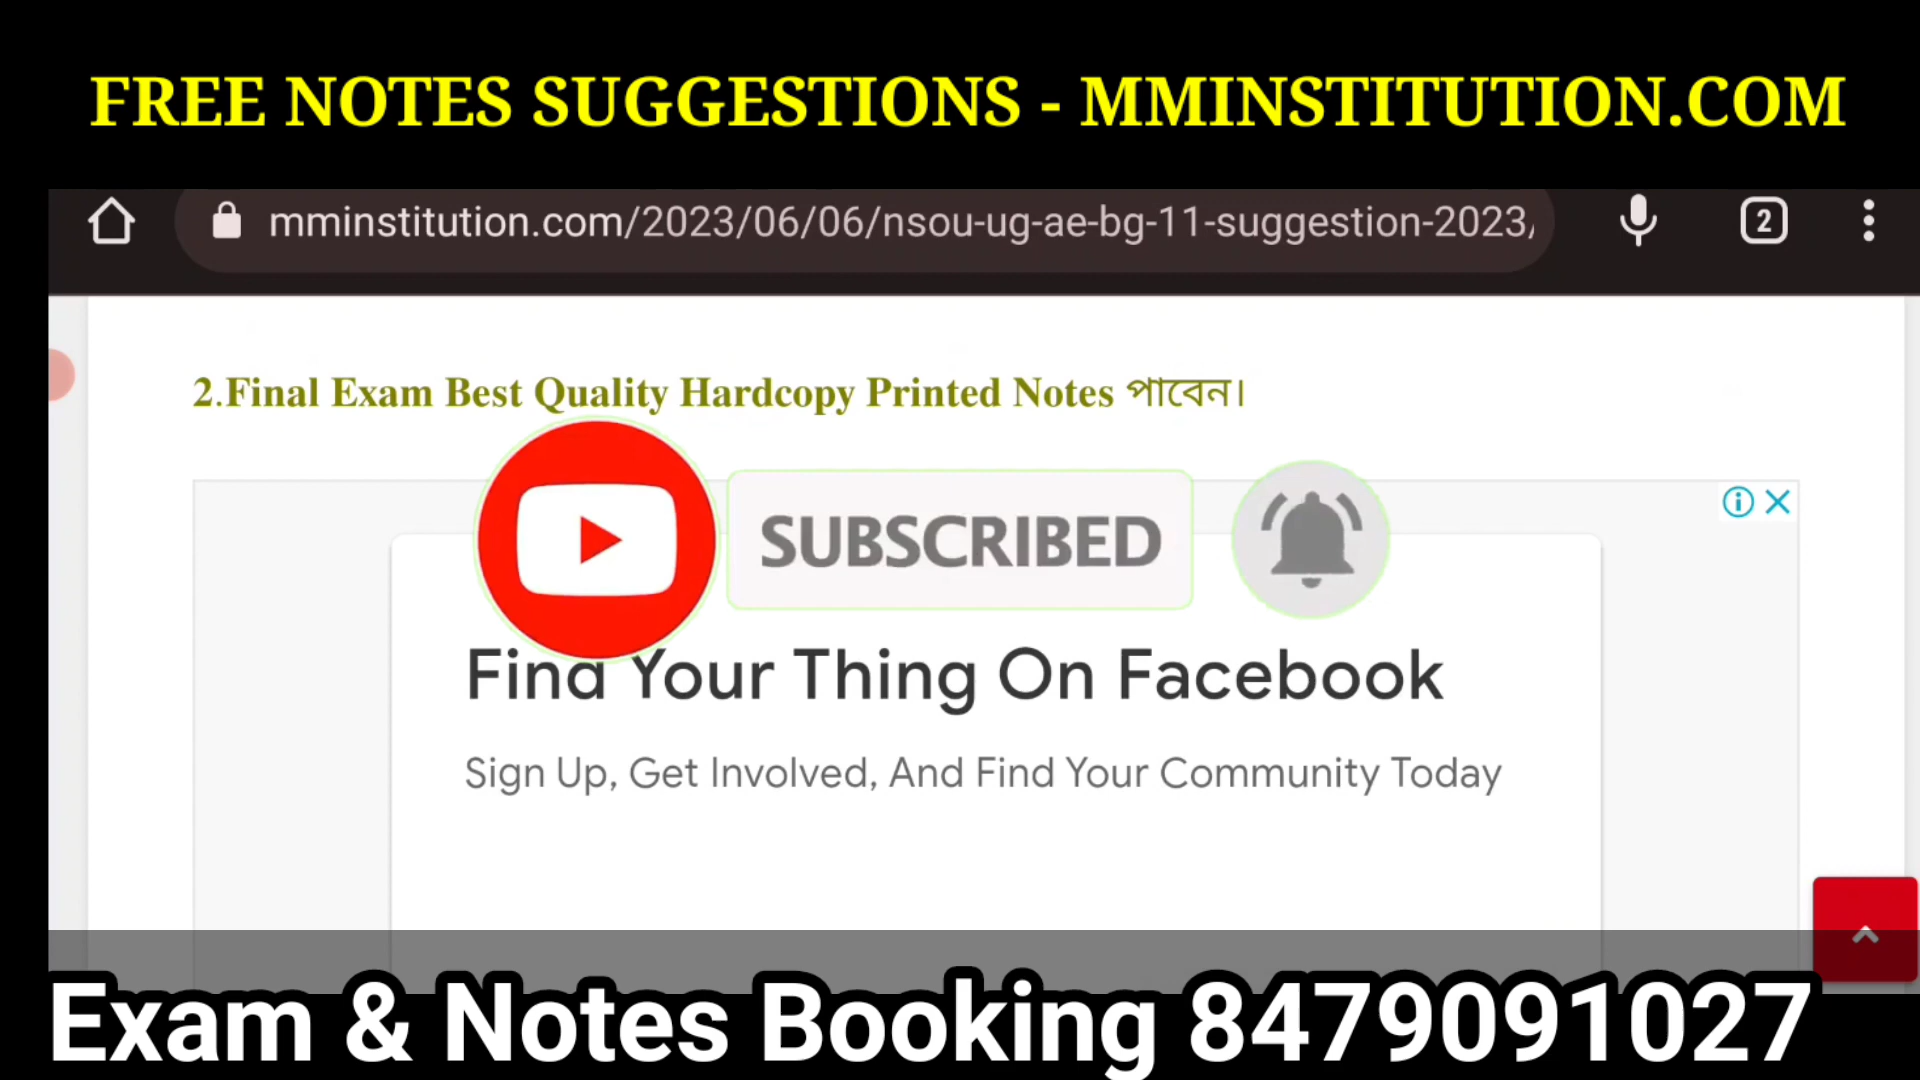 FREE NOTES SUGGESTIONS - MMINSTITUTION.COM
mminstitution.com/2023/06/06/nsou-ug-ae-bg-11-suggestion-2023/
2
2.Final Exam Best Quality Hardcopy Printed Notes পাবেন।
SUBSCRIBED
Find Your Thing On Facebook
Sign Up, Get Involved, And Find Your Community Today
Exam & Notes Booking 8479091027